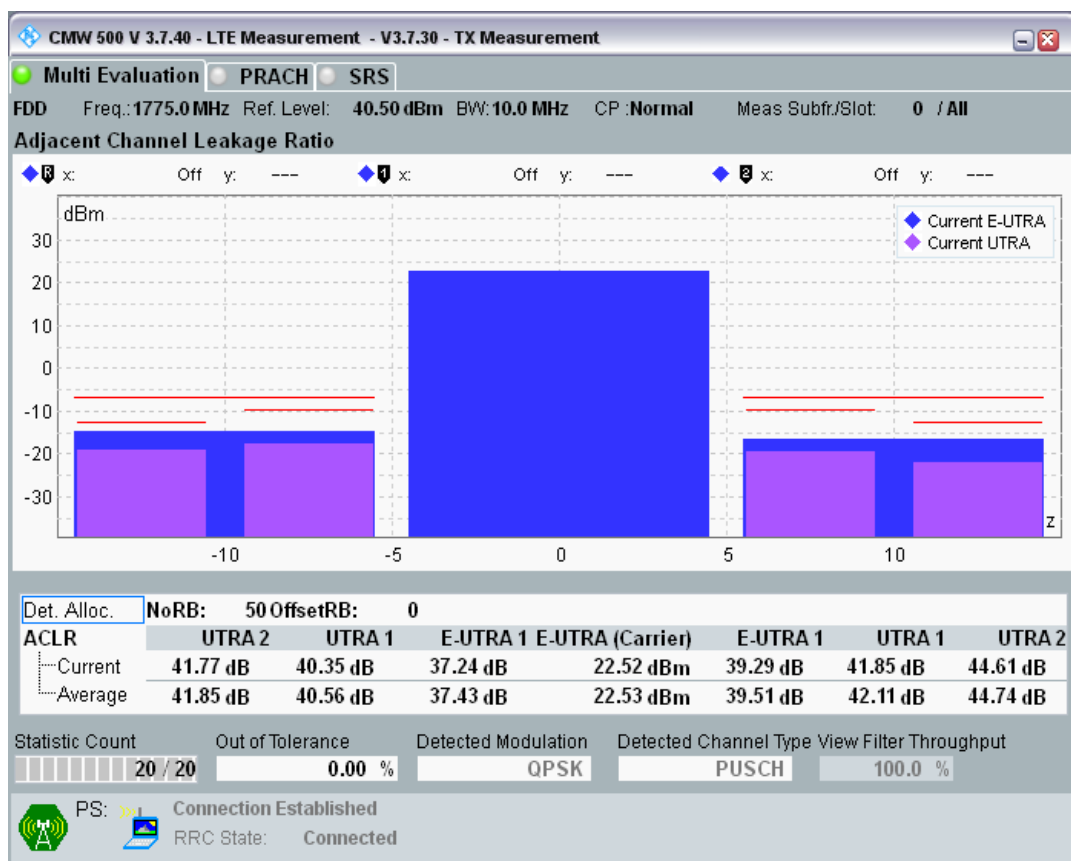 CMW 500 V 3.7.40 - LTE Measurement - V3.7.30 - TX Measurement
Multi Evaluation PRACH SRS
FDD Freq.: 1775.0 MHz Ref. Level: 40.50 dBm BW: 10.0 MHz CP :Normal Meas Subfr./Slot: 0 / All
Adjacent Channel Leakage Ratio
R x: Off y: --- 1 x: Off y: --- 2 x: Off y: ---
dBm
Current E-UTRA
Current UTRA
30
20
10
0
-10
-20
-30
z
-10 -5 0 5 10
Det. Alloc. NoRB: 50 OffsetRB: 0
ACLR UTRA 2 UTRA 1 E-UTRA 1 E-UTRA (Carrier) E-UTRA 1 UTRA 1 UTRA 2
Current 41.77 dB 40.35 dB 37.24 dB 22.52 dBm 39.29 dB 41.85 dB 44.61 dB
Average 41.85 dB 40.56 dB 37.43 dB 22.53 dBm 39.51 dB 42.11 dB 44.74 dB
Statistic Count Out of Tolerance Detected Modulation Detected Channel Type View Filter Throughput
20 / 20 0.00 % QPSK PUSCH 100.0 %
PS: Connection Established
RRC State: Connected